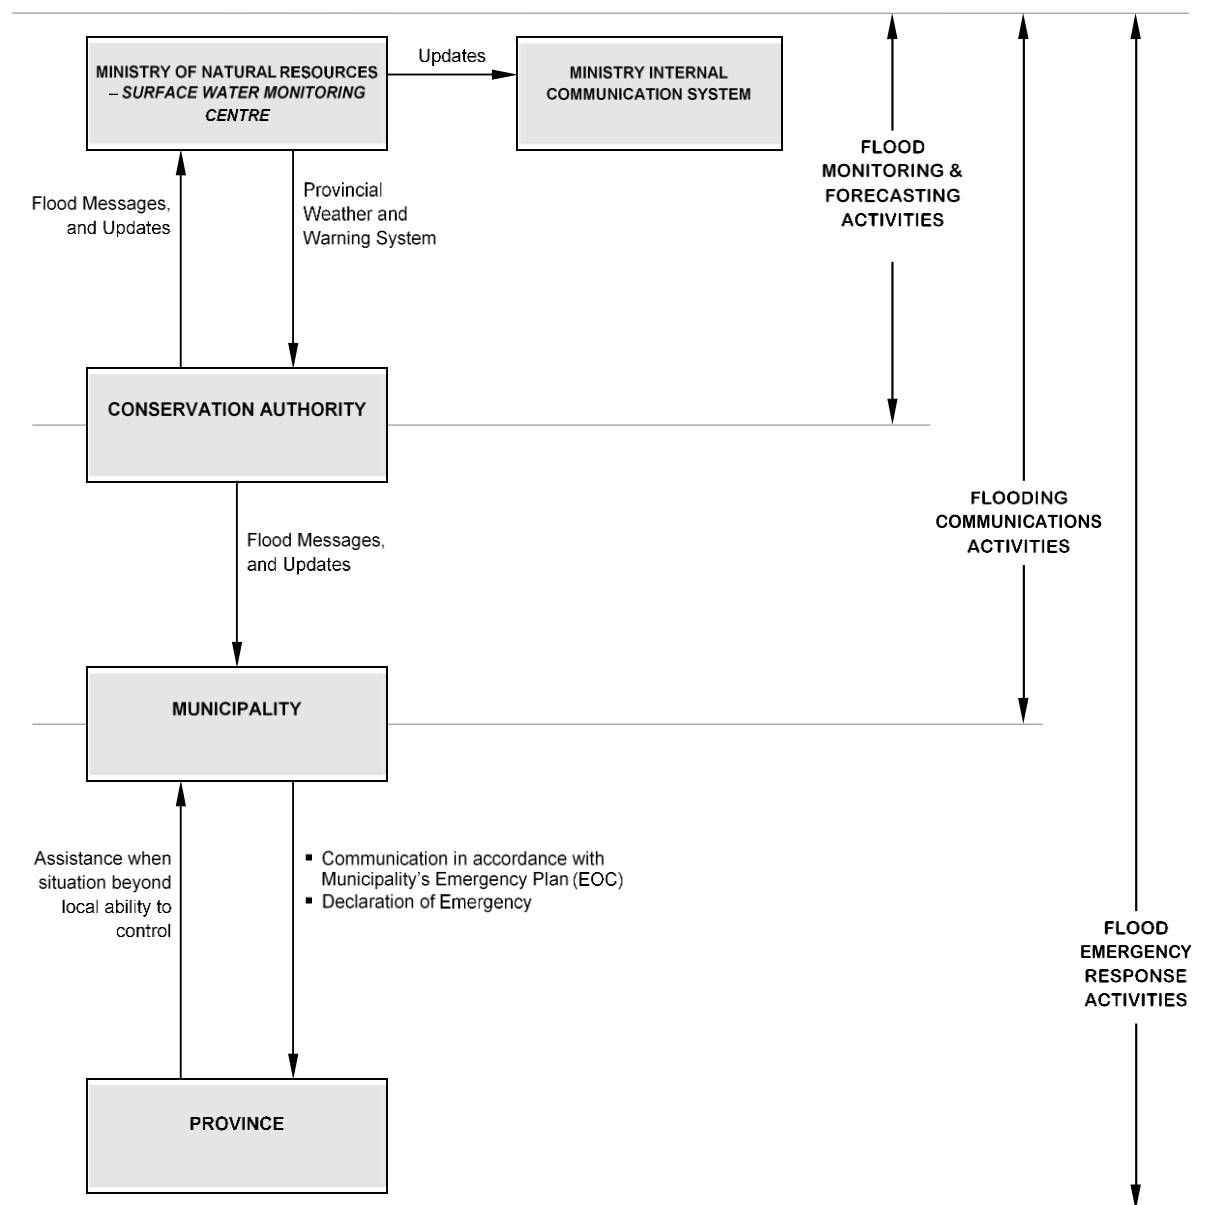 MINISTRY OF NATURAL RESOURCES
– SURFACE WATER MONITORING
CENTRE
Updates
MINISTRY INTERNAL
COMMUNICATION SYSTEM
FLOOD
MONITORING &
FORECASTING
ACTIVITIES
Flood Messages,
and Updates
Provincial
Weather and
Warning System
CONSERVATION AUTHORITY
FLOODING
COMMUNICATIONS
ACTIVITIES
Flood Messages,
and Updates
MUNICIPALITY
Assistance when
situation beyond
local ability to
control
▪ Communication in accordance with
Municipality's Emergency Plan (EOC)
▪ Declaration of Emergency
FLOOD
EMERGENCY
RESPONSE
ACTIVITIES
PROVINCE